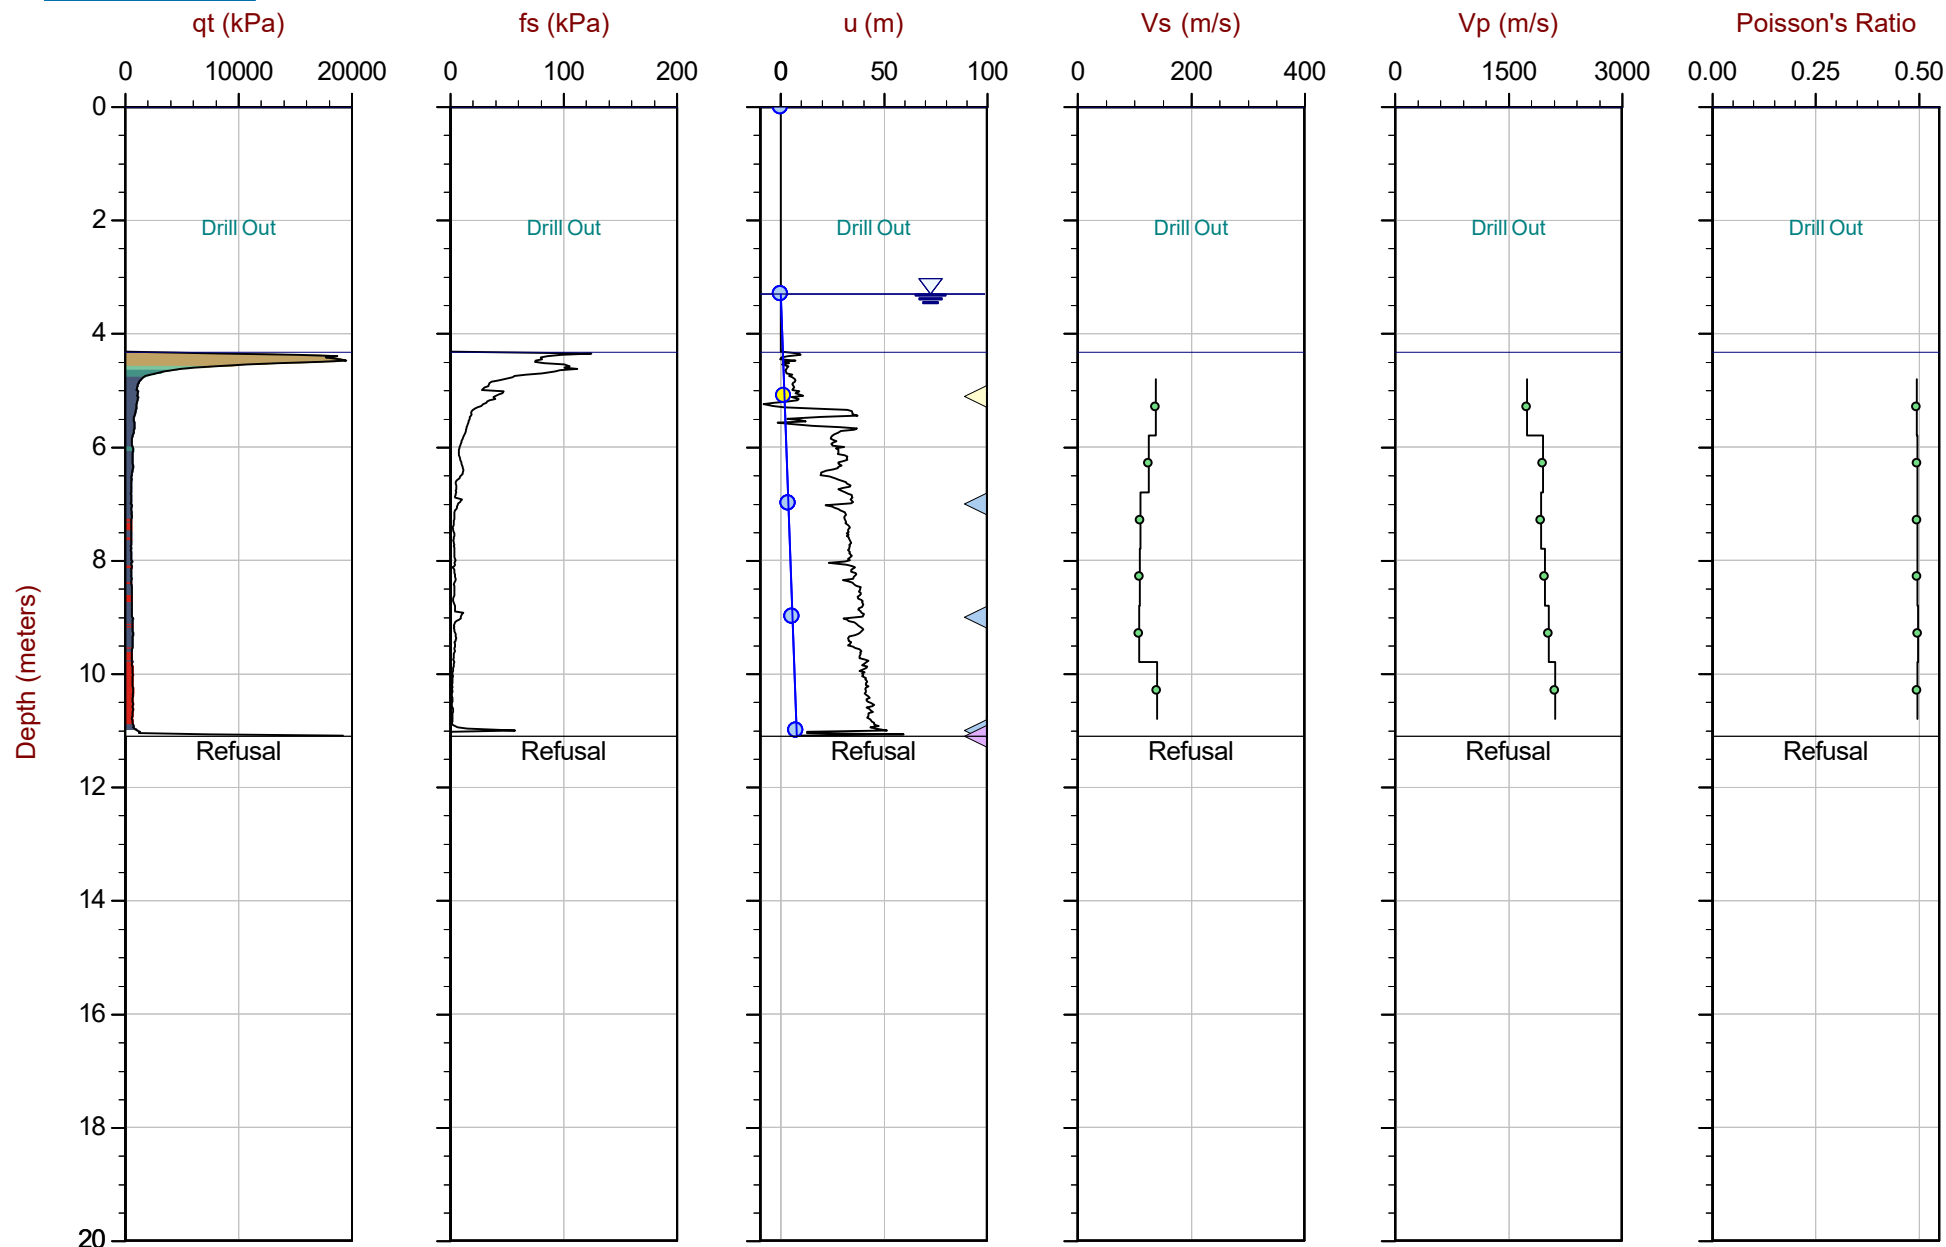 qt (kPa) fs (kPa) u (m) Vs (m/s) Vp (m/s) Poisson's Ratio
0 10000 20000 0 100 200 0 50 100 0 200 400 0 1500 3000 0.00 0.25 0.50
0
2
Drill Out Drill Out Drill Out Drill Out Drill Out Drill Out
4
6
8
10
Refusal Refusal Refusal Refusal Refusal Refusal
12
14
16
18
20
Depth (meters)